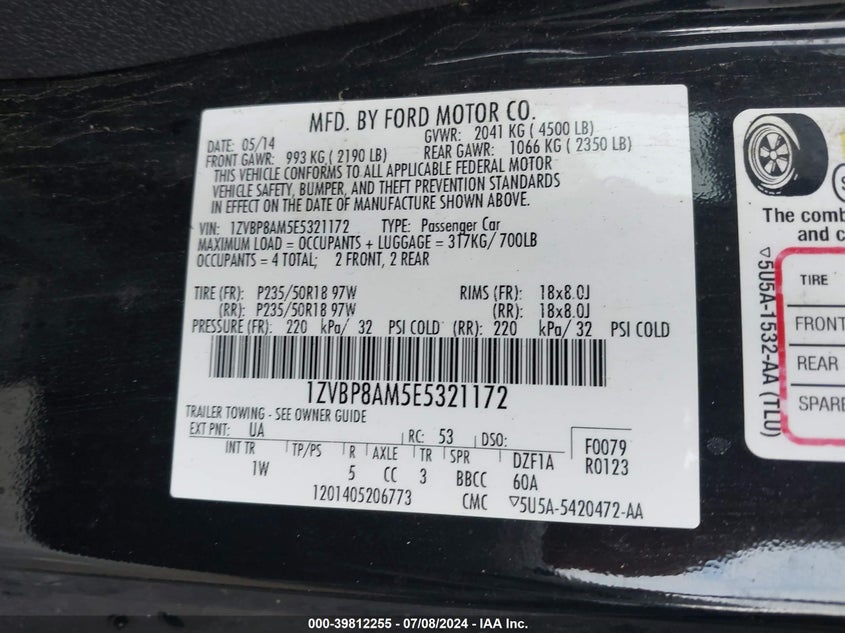 MFD. BY FORD MOTOR CO.
DATE: 05/14 GVWR: 2041 KG ( 4500 LB)
FRONT GAWR: 993 KG ( 2190 LB) REAR GAWR: 1066 KG ( 2350 LB)
THIS VEHICLE CONFORMS TO ALL APPLICABLE FEDERAL MOTOR
VEHICLE SAFETY, BUMPER, AND THEFT PREVENTION STANDARDS
IN EFFECT ON THE DATE OF MANUFACTURE SHOWN ABOVE.
VIN: 1ZVBP8AM5E5321172 TYPE: Passenger Car
MAXIMUM LOAD = OCCUPANTS + LUGGAGE = 317KG/ 700LB
OCCUPANTS = 4 TOTAL; 2 FRONT, 2 REAR
TIRE (FR): P235/50R18 97W RIMS (FR): 18x8.0J
(RR): P235/50R18 97W (RR): 18x8.0J
PRESSURE (FR): 220 kPa/ 32 PSI COLD (RR): 220 kPa/ 32 PSI COLD
1ZVBP8AM5E5321172
TRAILER TOWING - SEE OWNER GUIDE
EXT PNT: UA RC: 53 DSO: F0079
INT TR TP/PS R AXLE TR SPR DZF1A R0123
1W 5 CC 3 BBCC 60A
1201405206773 CMC ▽5U5A-5420472-AA
The comb
and c
TIRE
FRONT
REAR
SPARE
▽5U5A-1532-AA (TLU)
000-39812255 - 07/08/2024 - IAA Inc.